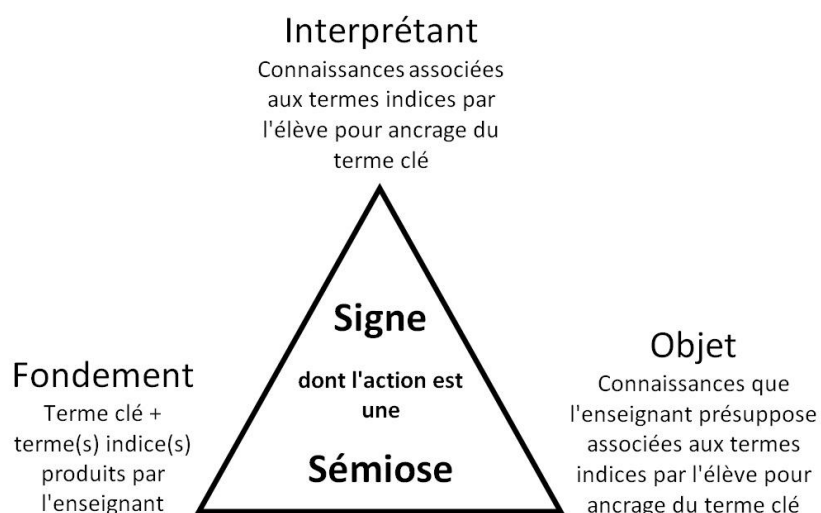 Interprétant
Connaissances associées
aux termes indices par
l'élève pour ancrage du
terme clé
Signe
dont l'action est
une
Sémiose
Fondement
Terme clé +
terme(s) indice(s)
produits par
l'enseignant
Objet
Connaissances que
l'enseignant présuppose
associées aux termes
indices par l'élève pour
ancrage du terme clé